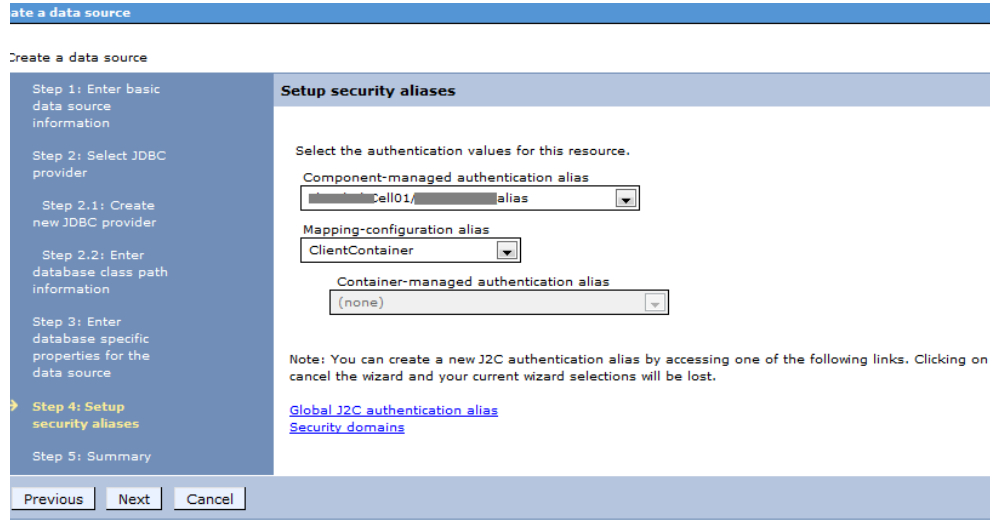 ate a data source
Create a data source
Step 1: Enter basic
data source
information
Step 2: Select JDBC
provider
Step 2.1: Create
new JDBC provider
Step 2.2: Enter
database class path
information
Step 3: Enter
database specific
properties for the
data source
Step 4: Setup
security aliases
Step 5: Summary
Setup security aliases
Select the authentication values for this resource.
Component-managed authentication alias
Cell01/ alias
Mapping-configuration alias
ClientContainer
Container-managed authentication alias
(none)
Note: You can create a new J2C authentication alias by accessing one of the following links. Clicking on
cancel the wizard and your current wizard selections will be lost.
Global J2C authentication alias
Security domains
Previous Next Cancel